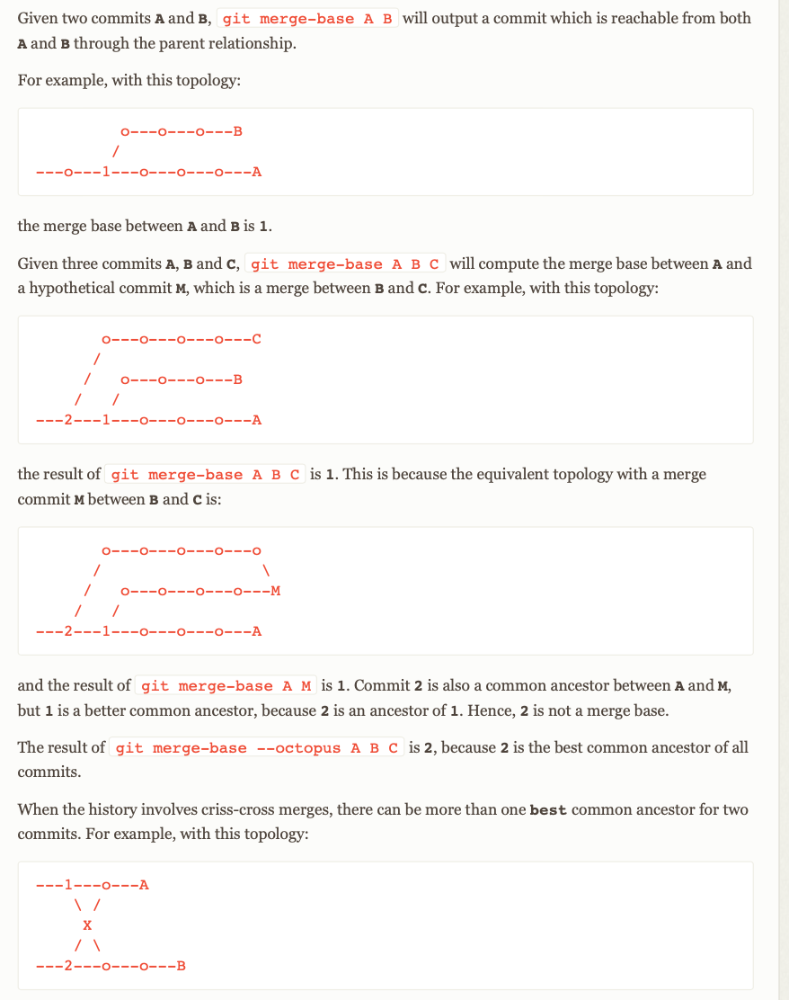 Given two commits A and B, git merge-base A B will output a commit which is reachable from both
A and B through the parent relationship.
For example, with this topology:
             o---o---o---B
            /
    ---o---1---o---o---o---A
the merge base between A and B is 1.
Given three commits A, B and C, git merge-base A B C will compute the merge base between A and
a hypothetical commit M, which is a merge between B and C. For example, with this topology:
           o---o---o---o---C
          /
         /   o---o---o---B
        /   /
    ---2---1---o---o---o---A
the result of git merge-base A B C is 1. This is because the equivalent topology with a merge
commit M between B and C is:
           o---o---o---o---o
          /                 \
         /   o---o---o---o---M
        /   /
    ---2---1---o---o---o---A
and the result of git merge-base A M is 1. Commit 2 is also a common ancestor between A and M,
but 1 is a better common ancestor, because 2 is an ancestor of 1. Hence, 2 is not a merge base.
The result of git merge-base --octopus A B C is 2, because 2 is the best common ancestor of all
commits.
When the history involves criss-cross merges, there can be more than one best common ancestor for two
commits. For example, with this topology:
    ---1---o---A
        \ /
         X
        / \
    ---2---o---o---B